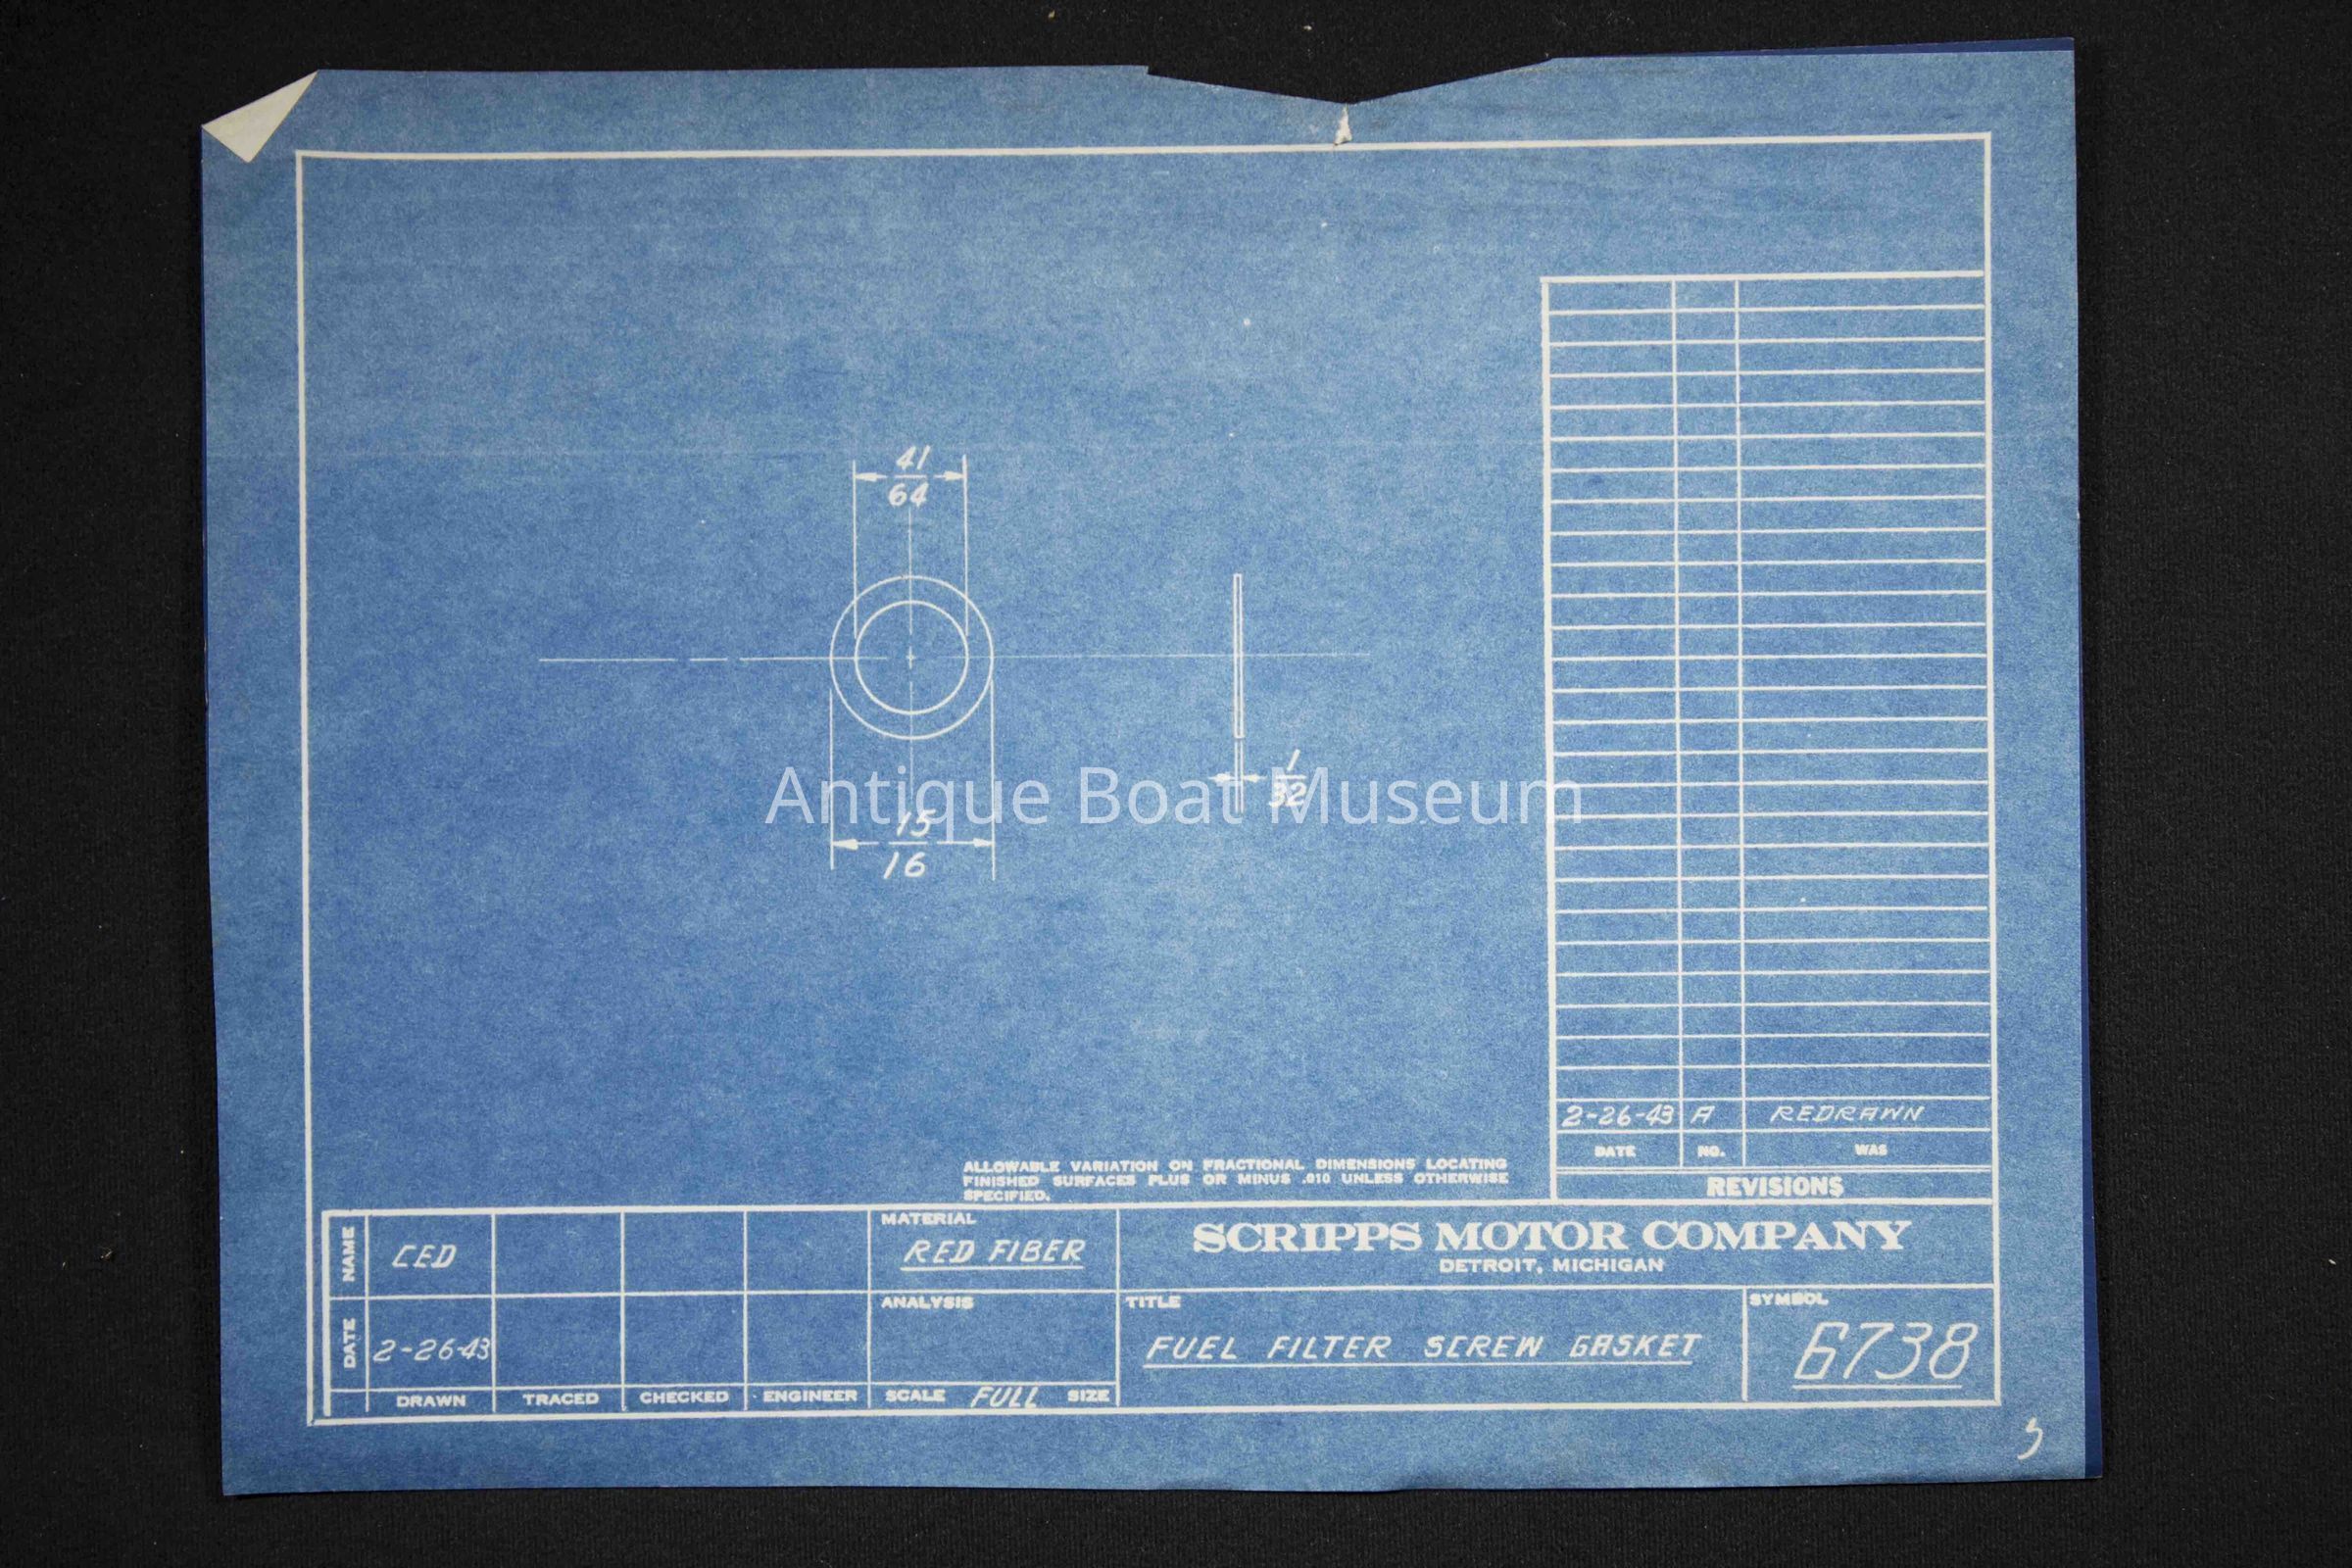 41
64
1
32
15
16
Antique Boat Museum
2-26-43 A REDRAWN
DATE NO. WAS
REVISIONS
ALLOWABLE VARIATION ON FRACTIONAL DIMENSIONS LOCATING
FINISHED SURFACES PLUS OR MINUS .010 UNLESS OTHERWISE
SPECIFIED.
NAME CED
DATE 2-26-43
DRAWN TRACED CHECKED ENGINEER
MATERIAL
RED FIBER
ANALYSIS
SCALE FULL SIZE
SCRIPPS MOTOR COMPANY
DETROIT, MICHIGAN
TITLE
FUEL FILTER SCREW GASKET
SYMBOL
6738